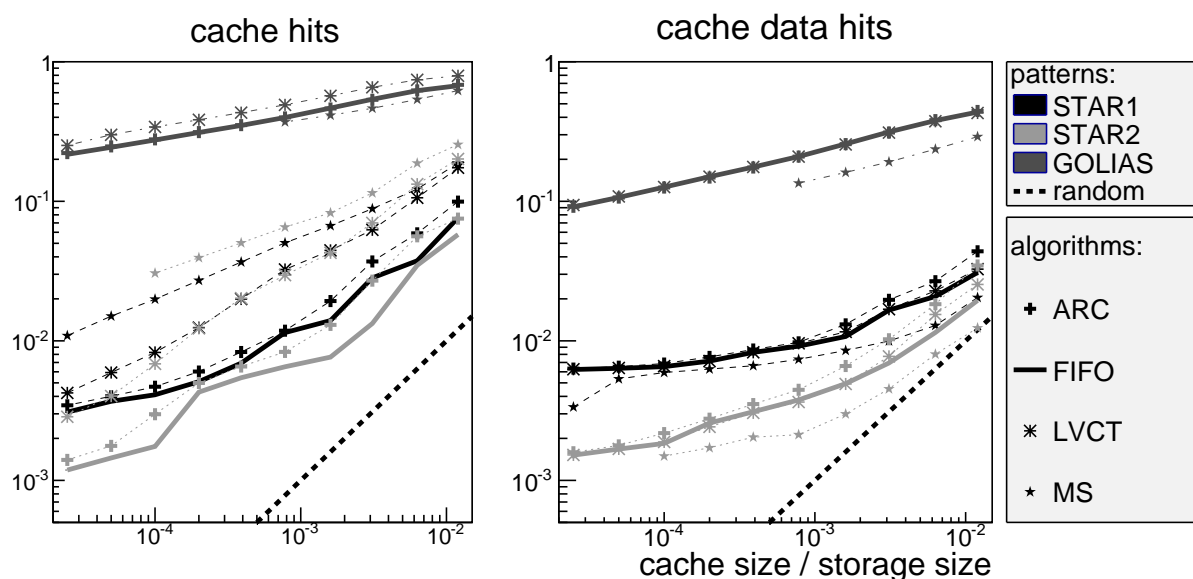 cache hits
cache data hits
1
10⁻¹
10⁻²
10⁻³
10⁻⁴
10⁻³
10⁻²
10⁻⁴
10⁻³
10⁻²
1
10⁻¹
10⁻²
10⁻³
cache size / storage size
patterns:
STAR1
STAR2
GOLIAS
random
algorithms:
ARC
FIFO
LVCT
MS